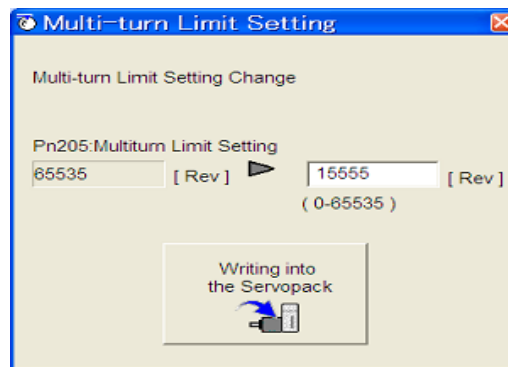 Multi-turn Limit Setting
Multi-turn Limit Setting Change
Pn205:Multiturn Limit Setting
65535 [ Rev ] 15555 [ Rev ]
( 0-65535 )
Writing into
the Servopack